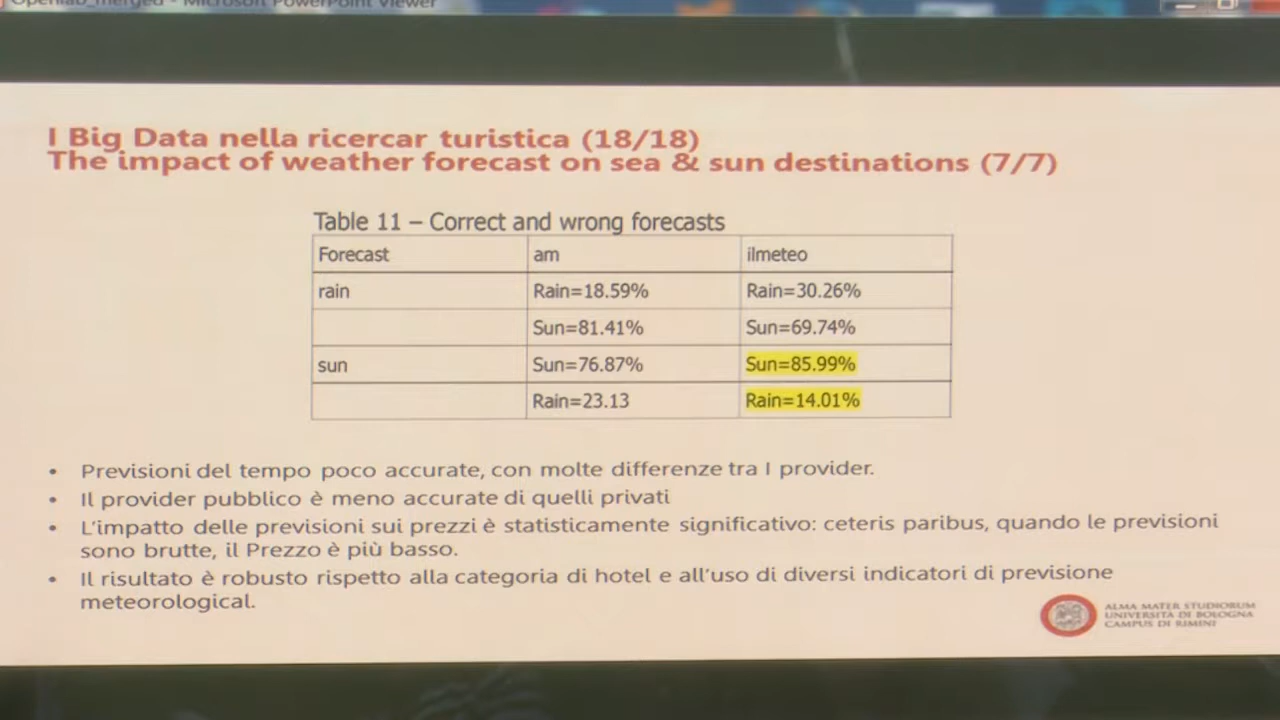 Openlab_merged - Microsoft PowerPoint Viewer
I Big Data nella ricercar turistica (18/18)
The impact of weather forecast on sea & sun destinations (7/7)
Table 11 – Correct and wrong forecasts
Forecast am ilmeteo
rain Rain=18.59% Rain=30.26%
Sun=81.41% Sun=69.74%
sun Sun=76.87% Sun=85.99%
Rain=23.13 Rain=14.01%
• Previsioni del tempo poco accurate, con molte differenze tra I provider.
• Il provider pubblico è meno accurate di quelli privati
• L'impatto delle previsioni sui prezzi è statisticamente significativo: ceteris paribus, quando le previsioni
sono brutte, il Prezzo è più basso.
• Il risultato è robusto rispetto alla categoria di hotel e all'uso di diversi indicatori di previsione
meteorological.
ALMA MATER STUDIORUM
UNIVERSITÀ DI BOLOGNA
CAMPUS DI RIMINI